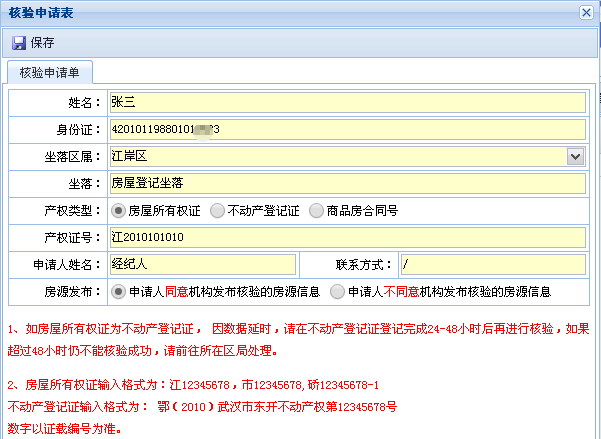 核验申请表
保存
核验申请单
姓名： 张三
身份证： 42010119880101
坐落区属： 江岸区
坐落： 房屋登记坐落
产权类型： 房屋所有权证 不动产登记证 商品房合同号
产权证号： 江2010101010
申请人姓名： 经纪人 联系方式： /
房源发布： 申请人同意机构发布核验的房源信息 申请人不同意机构发布核验的房源信息
1、如房屋所有权证为不动产登记证， 因数据延时，请在不动产登记证登记完成24-48小时后再进行核验，如果
超过48小时仍不能核验成功，请前往所在区局处理。
2、房屋所有权证输入格式为：江12345678，市12345678,硚12345678-1
不动产登记证输入格式为： 鄂（2010）武汉市东开不动产权第12345678号
数字以证载编号为准。